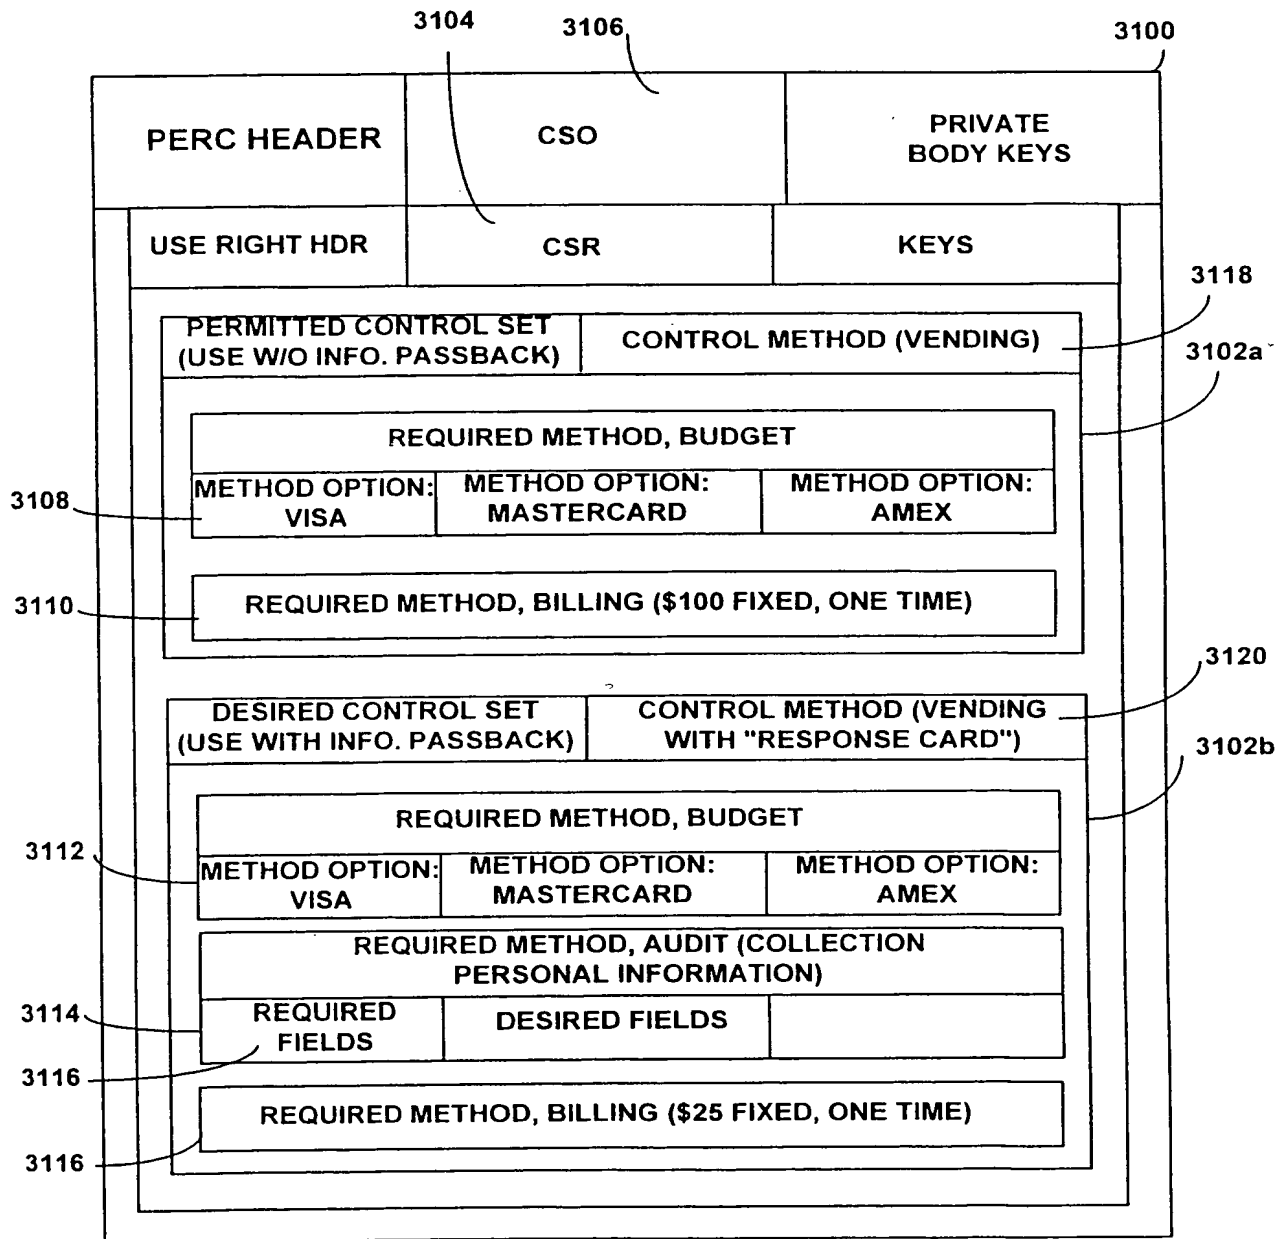 3104
3106
3100
PERC HEADER
CSO
PRIVATE
BODY KEYS
USE RIGHT HDR
CSR
KEYS
3118
PERMITTED CONTROL SET
(USE W/O INFO. PASSBACK)
CONTROL METHOD (VENDING)
3102a
REQUIRED METHOD, BUDGET
3108
METHOD OPTION:
VISA
METHOD OPTION:
MASTERCARD
METHOD OPTION:
AMEX
3110
REQUIRED METHOD, BILLING ($100 FIXED, ONE TIME)
3120
DESIRED CONTROL SET
(USE WITH INFO. PASSBACK)
CONTROL METHOD (VENDING
WITH "RESPONSE CARD")
3102b
REQUIRED METHOD, BUDGET
3112
METHOD OPTION:
VISA
METHOD OPTION:
MASTERCARD
METHOD OPTION:
AMEX
REQUIRED METHOD, AUDIT (COLLECTION
PERSONAL INFORMATION)
3114
REQUIRED
FIELDS
DESIRED FIELDS
3116
REQUIRED METHOD, BILLING ($25 FIXED, ONE TIME)
3116